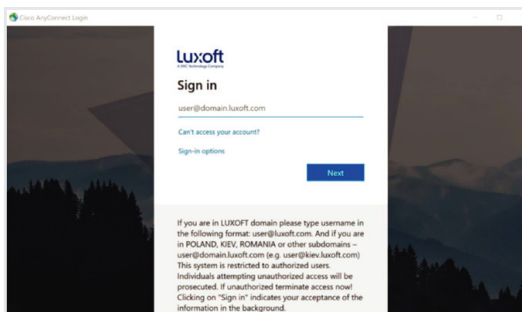 Cisco AnyConnect Login
Luxoft
A DXC Technology Company
Sign in
user@domain.luxoft.com
Can't access your account?
Sign-in options
Next
If you are in LUXOFT domain please type username in
the following format: user@luxoft.com. And if you are
in POLAND, KIEV, ROMANIA or other subdomains –
user@domain.luxoft.com (e.g. user@kiev.luxoft.com)
This system is restricted to authorized users.
Individuals attempting unauthorized access will be
prosecuted. If unauthorized terminate access now!
Clicking on "Sign in" indicates your acceptance of the
information in the background.